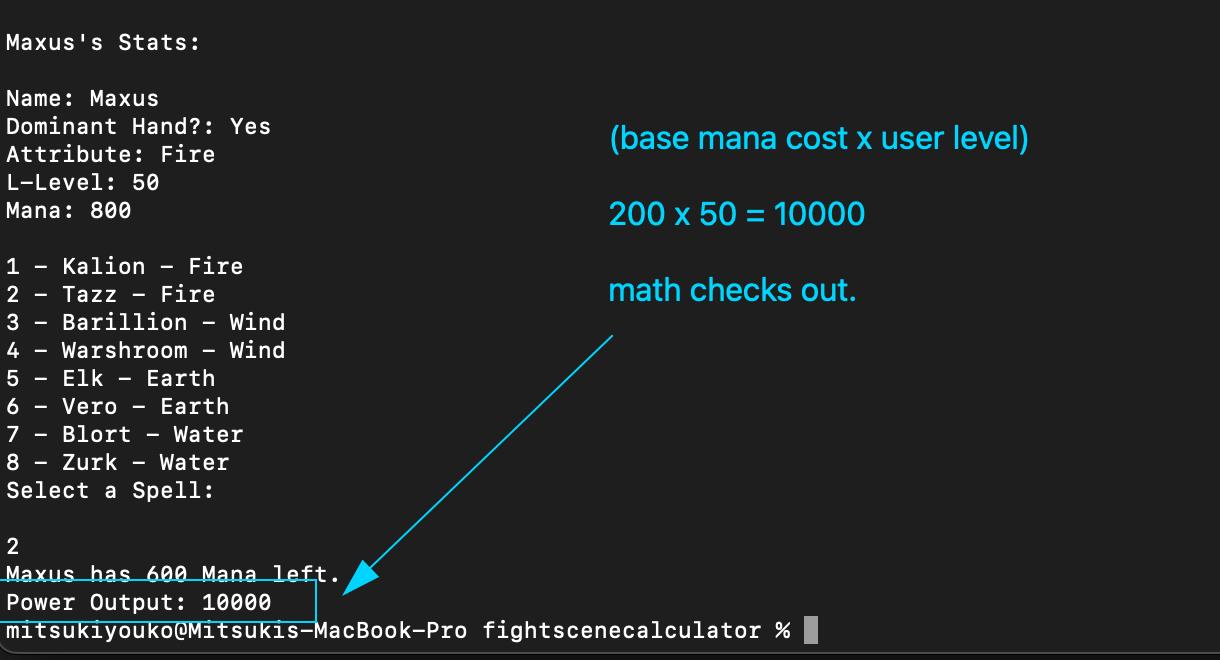 Maxus's Stats:
Name: Maxus
Dominant Hand?: Yes
Attribute: Fire
L-Level: 50
Mana: 800
1 - Kalion - Fire
2 - Tazz - Fire
3 - Barillion - Wind
4 - Warshroom - Wind
5 - Elk - Earth
6 - Vero - Earth
7 - Blort - Water
8 - Zurk - Water
Select a Spell:
2
Maxus has 600 Mana left.
Power Output: 10000
mitsukiyouko@Mitsukis-MacBook-Pro fightscenecalculator %
(base mana cost x user level)
200 x 50 = 10000
math checks out.